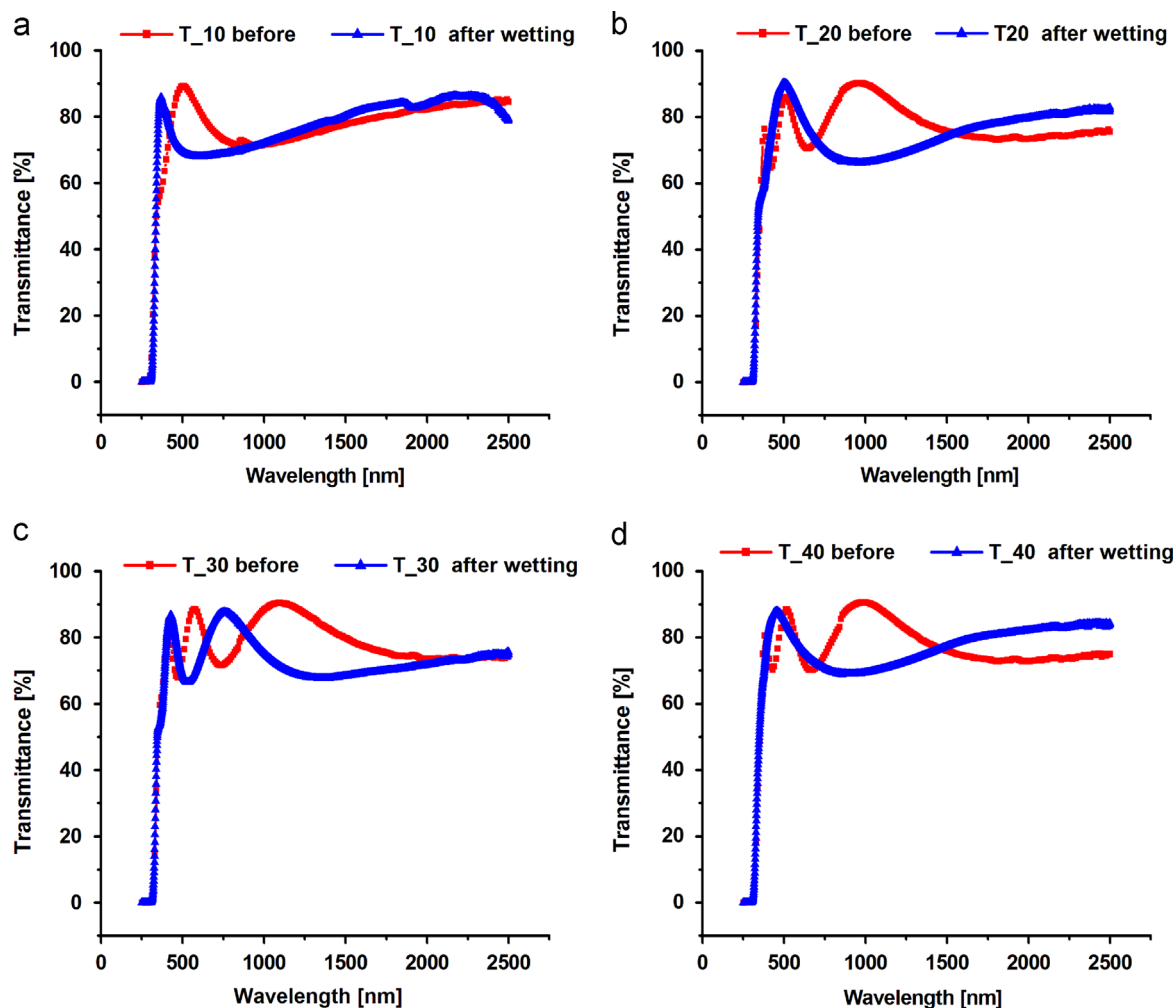 a
T_10 before T_10 after wetting
100
80
60
40
20
0
Transmittance [%]
0 500 1000 1500 2000 2500
Wavelength [nm]
b
T_20 before T20 after wetting
100
80
60
40
20
0
Transmittance [%]
0 500 1000 1500 2000 2500
Wavelength [nm]
c
T_30 before T_30 after wetting
100
80
60
40
20
0
Transmittance [%]
0 500 1000 1500 2000 2500
Wavelength [nm]
d
T_40 before T_40 after wetting
100
80
60
40
20
0
Transmittance [%]
0 500 1000 1500 2000 2500
Wavelength [nm]